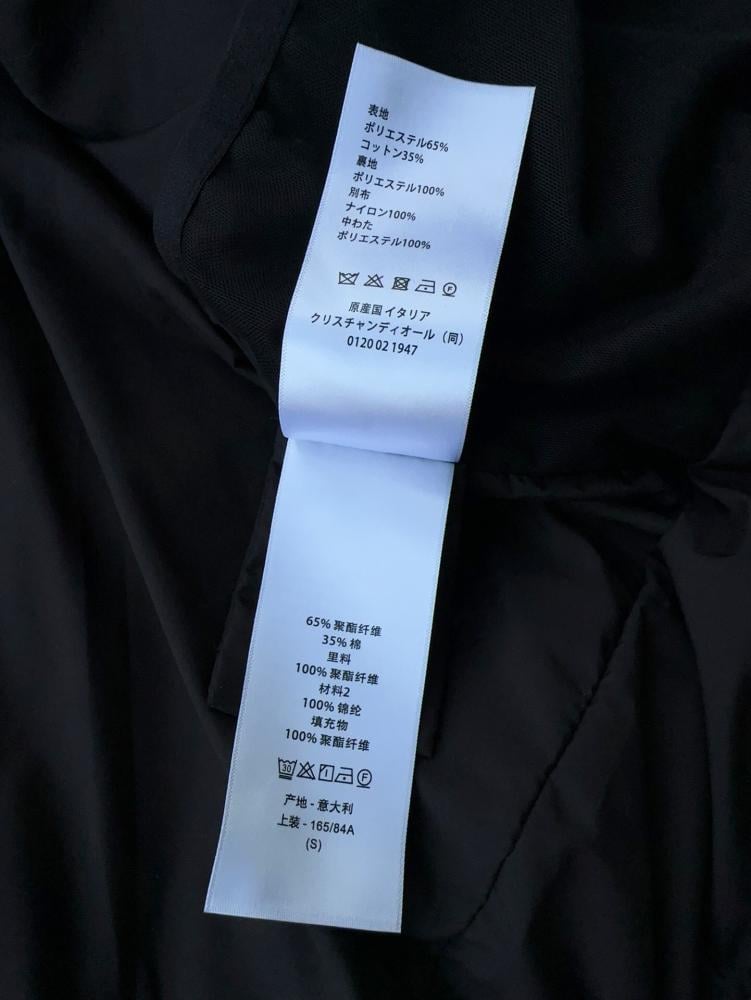 表地
ポリエステル65%
コットン35%
裏地
ポリエステル100%
別布
ナイロン100%
中わた
ポリエステル100%
F
原産国 イタリア
クリスチャンディオール（同）
0120 02 1947
65% 聚酯纤维
35% 棉
里料
100% 聚酯纤维
材料2
100% 锦纶
填充物
100% 聚酯纤维
30 F
产地 - 意大利
上装 - 165/84A
(S)